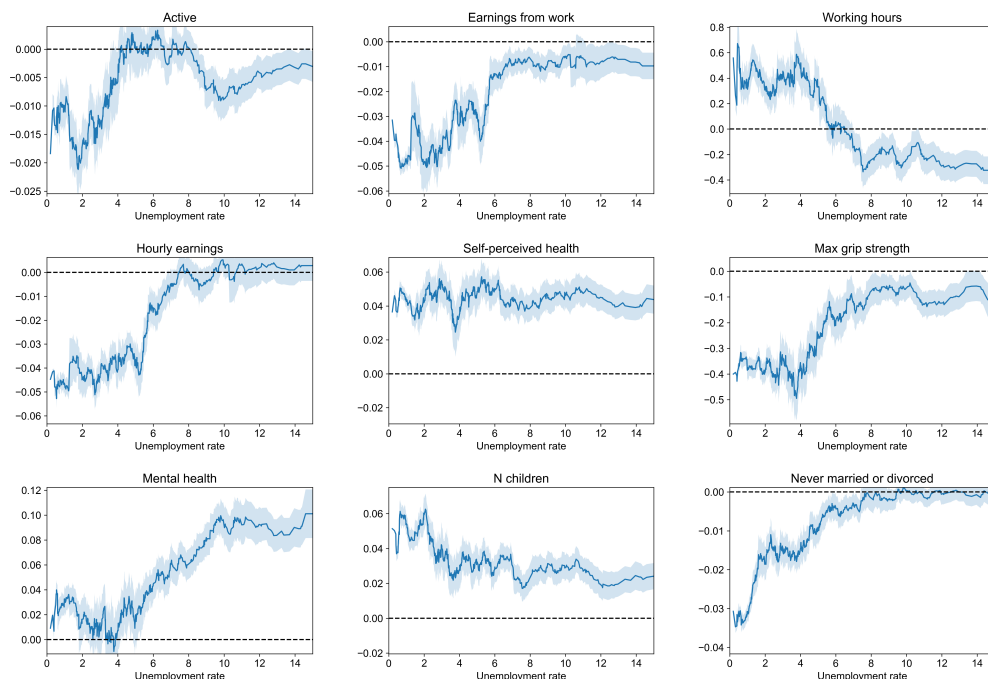 Active
0.000
−0.005
−0.010
−0.015
−0.020
−0.025
0 2 4 6 8 10 12 14
Unemployment rate
Earnings from work
0.00
−0.01
−0.02
−0.03
−0.04
−0.05
−0.06
0 2 4 6 8 10 12 14
Unemployment rate
Working hours
0.8
0.6
0.4
0.2
0.0
−0.2
−0.4
0 2 4 6 8 10 12 14
Unemployment rate
Hourly earnings
0.00
−0.01
−0.02
−0.03
−0.04
−0.05
−0.06
0 2 4 6 8 10 12 14
Unemployment rate
Self-perceived health
0.06
0.04
0.02
0.00
−0.02
0 2 4 6 8 10 12 14
Unemployment rate
Max grip strength
0.0
−0.1
−0.2
−0.3
−0.4
−0.5
0 2 4 6 8 10 12 14
Unemployment rate
Mental health
0.12
0.10
0.08
0.06
0.04
0.02
0.00
0 2 4 6 8 10 12 14
Unemployment rate
N children
0.06
0.04
0.02
0.00
−0.02
0 2 4 6 8 10 12 14
Unemployment rate
Never married or divorced
0.00
−0.01
−0.02
−0.03
−0.04
0 2 4 6 8 10 12 14
Unemployment rate